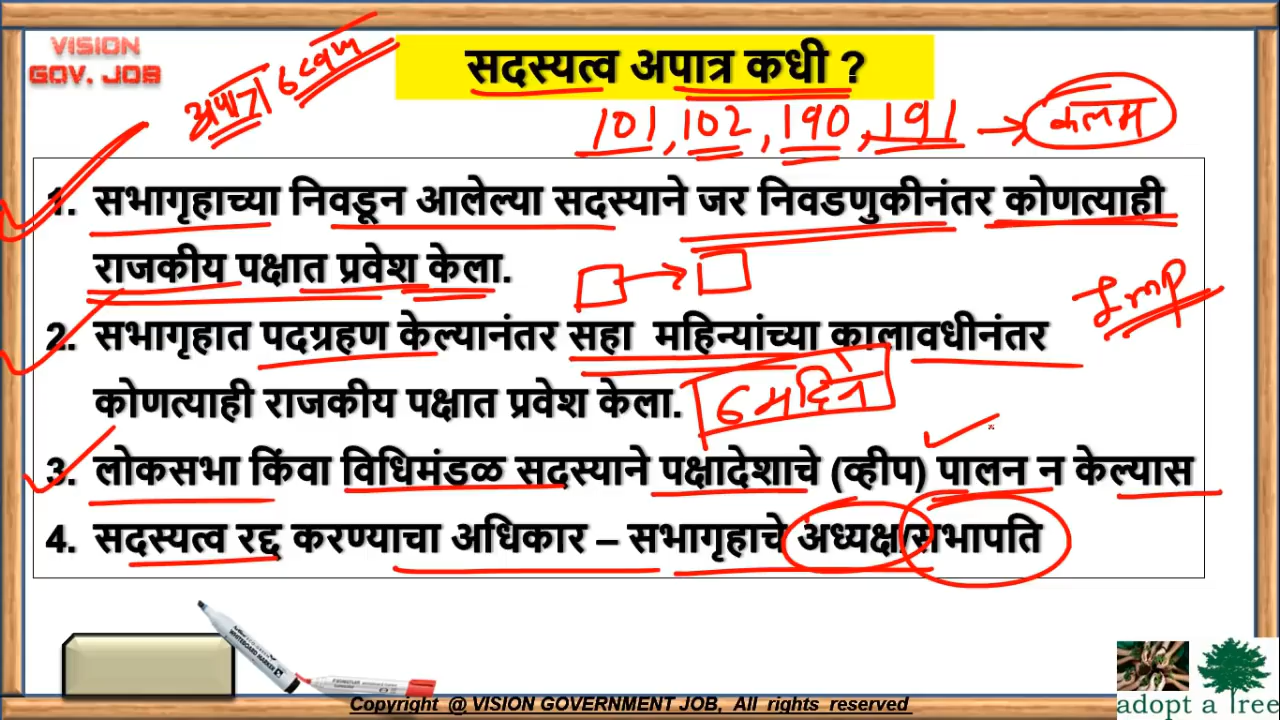 VISION
GOV. JOB
सदस्यत्व अपात्र कधी ?
101, 102, 190, 191 → कलम
1. सभागृहाच्या निवडून आलेल्या सदस्याने जर निवडणुकीनंतर कोणत्याही
राजकीय पक्षात प्रवेश केला.
Imp
2. सभागृहात पदग्रहण केल्यानंतर सहा महिन्यांच्या कालावधीनंतर
कोणत्याही राजकीय पक्षात प्रवेश केला.
3. लोकसभा किंवा विधिमंडळ सदस्याने पक्षादेशाचे (व्हीप) पालन न केल्यास
4. सदस्यत्व रद्द करण्याचा अधिकार – सभागृहाचे अध्यक्ष/सभापति
Copyright @ VISION GOVERNMENT JOB, All rights reserved
adopt a Tree